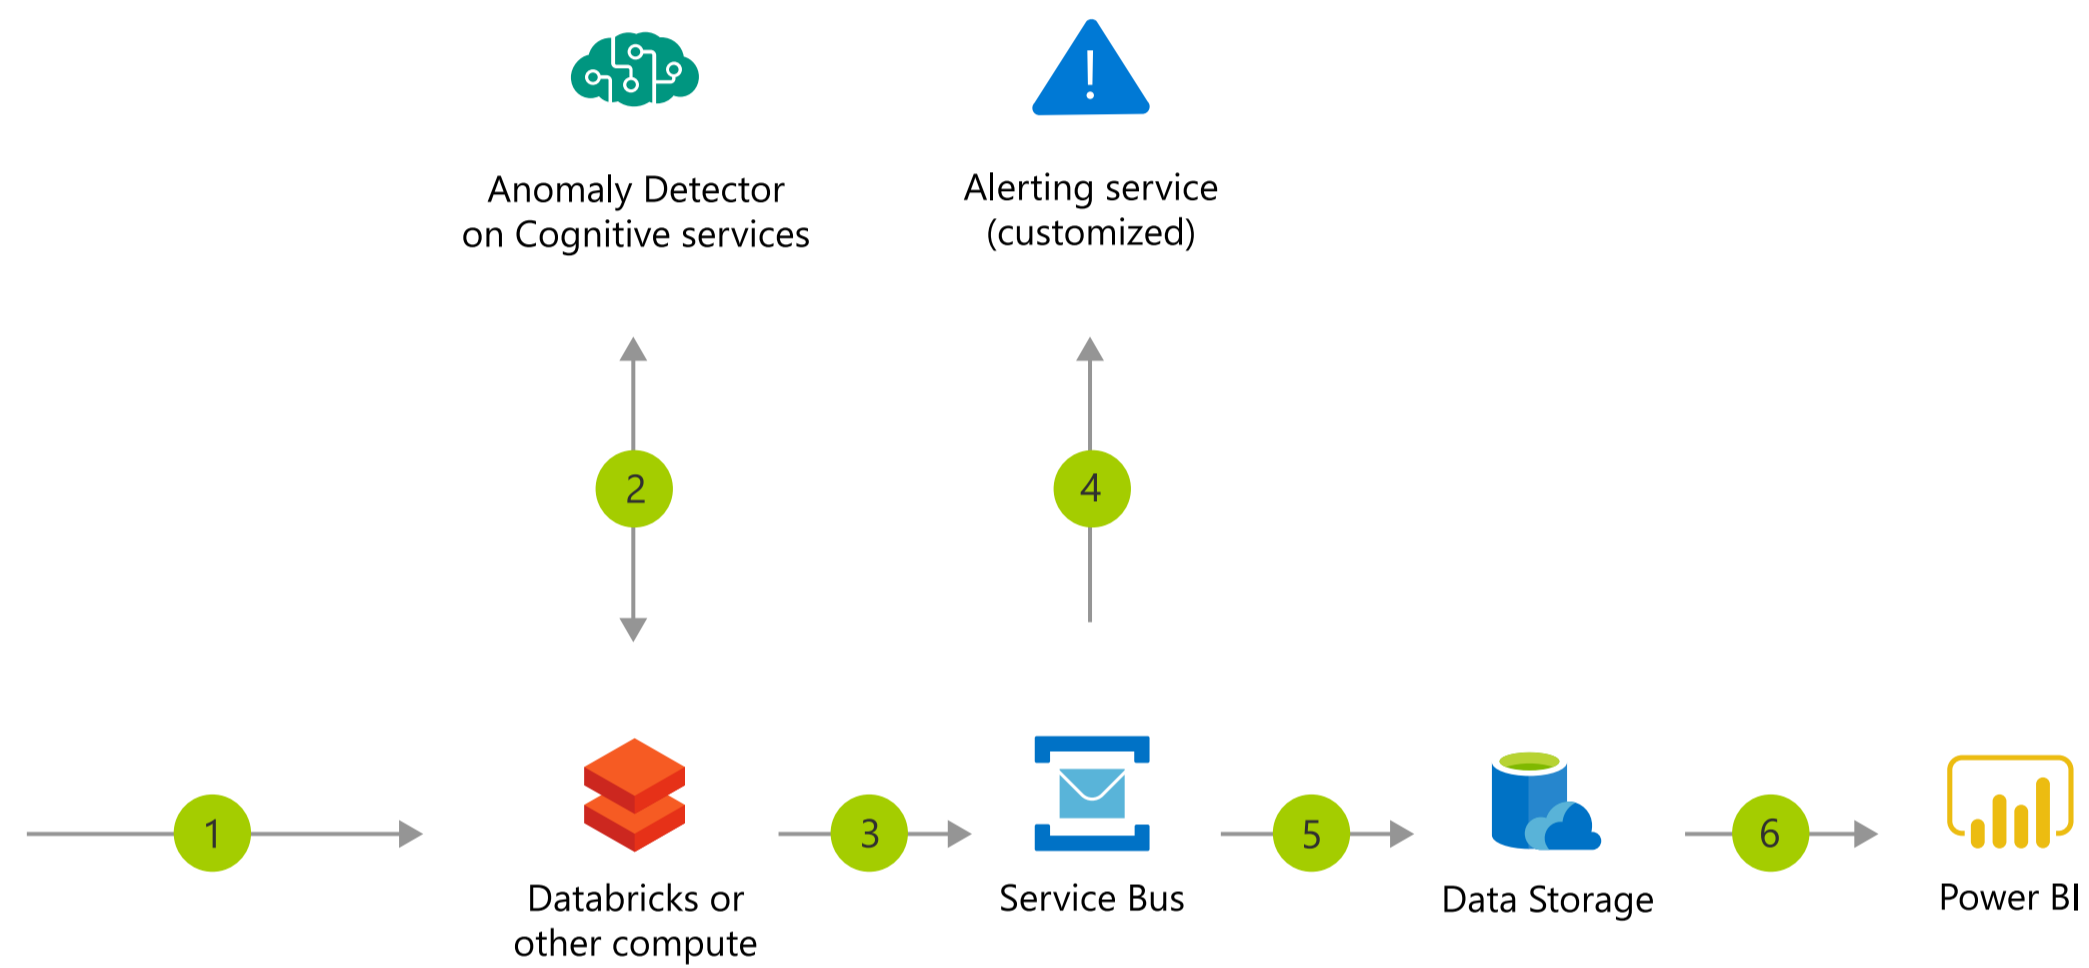 Anomaly Detector
on Cognitive services
Alerting service
(customized)
2
4
1
3
5
6
Databricks or
other compute
Service Bus
Data Storage
Power BI